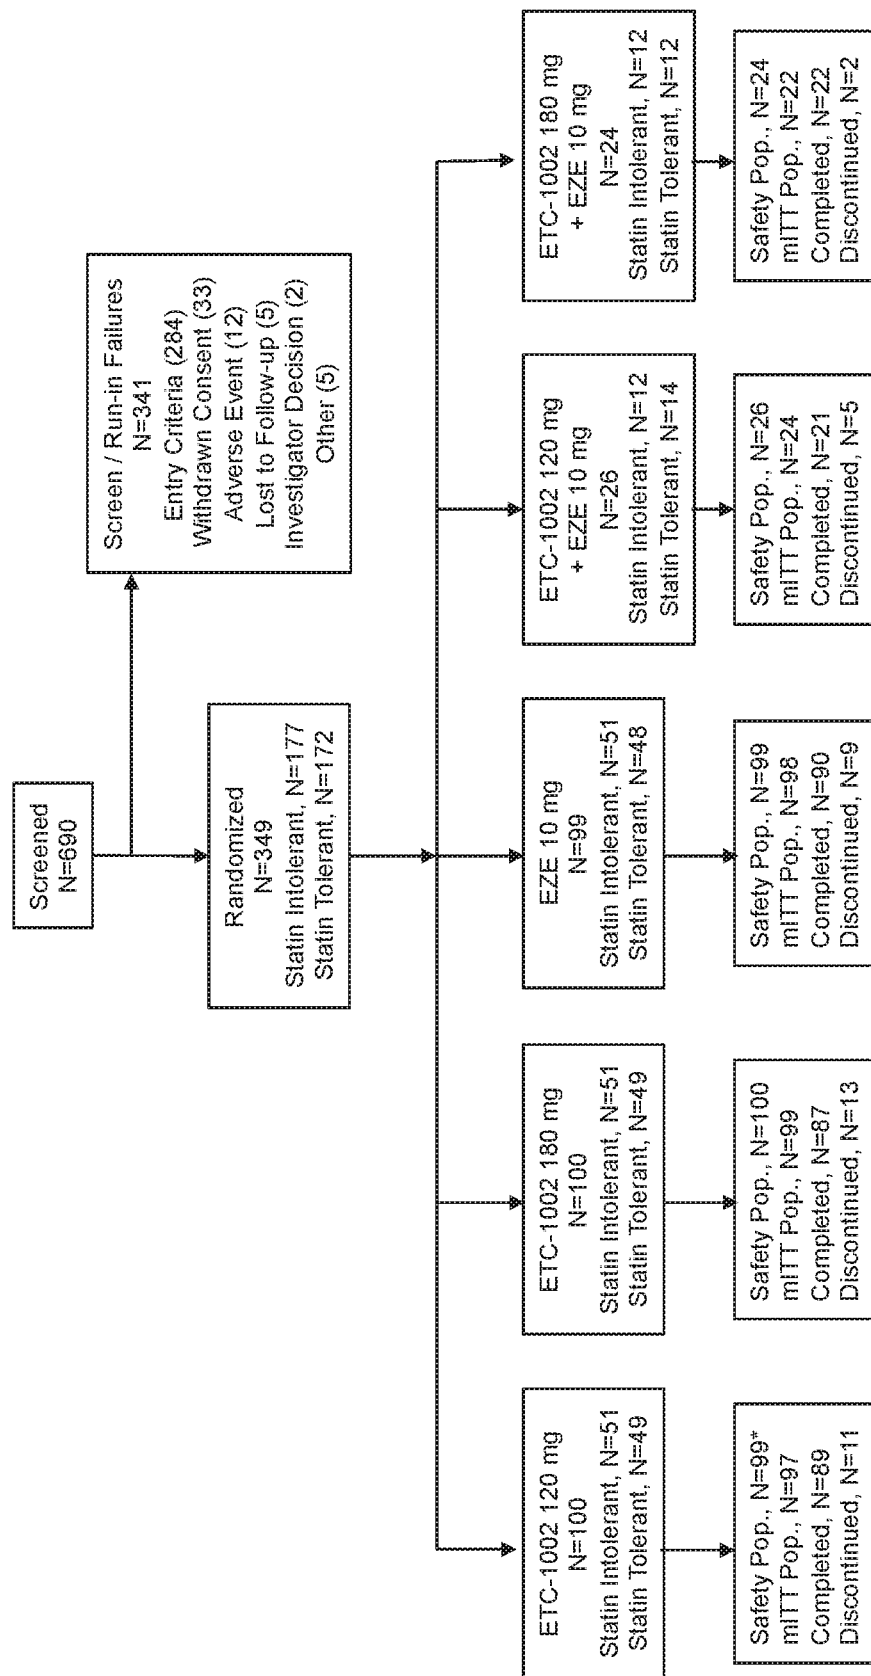 Screened
N=690
Screen / Run-in Failures
N=341
Entry Criteria (284)
Withdrawn Consent (33)
Adverse Event (12)
Lost to Follow-up (5)
Investigator Decision (2)
Other (5)
Randomized
N=349
Statin Intolerant, N=177
Statin Tolerant, N=172
ETC-1002 120 mg
N=100
Statin Intolerant, N=51
Statin Tolerant, N=49
ETC-1002 180 mg
N=100
Statin Intolerant, N=51
Statin Tolerant, N=49
EZE 10 mg
N=99
Statin Intolerant, N=51
Statin Tolerant, N=48
ETC-1002 120 mg
+ EZE 10 mg
N=26
Statin Intolerant, N=12
Statin Tolerant, N=14
ETC-1002 180 mg
+ EZE 10 mg
N=24
Statin Intolerant, N=12
Statin Tolerant, N=12
Safety Pop., N=99*
mITT Pop., N=97
Completed, N=89
Discontinued, N=11
Safety Pop., N=100
mITT Pop., N=99
Completed, N=87
Discontinued, N=13
Safety Pop., N=99
mITT Pop., N=98
Completed, N=90
Discontinued, N=9
Safety Pop., N=26
mITT Pop., N=24
Completed, N=21
Discontinued, N=5
Safety Pop., N=24
mITT Pop., N=22
Completed, N=22
Discontinued, N=2